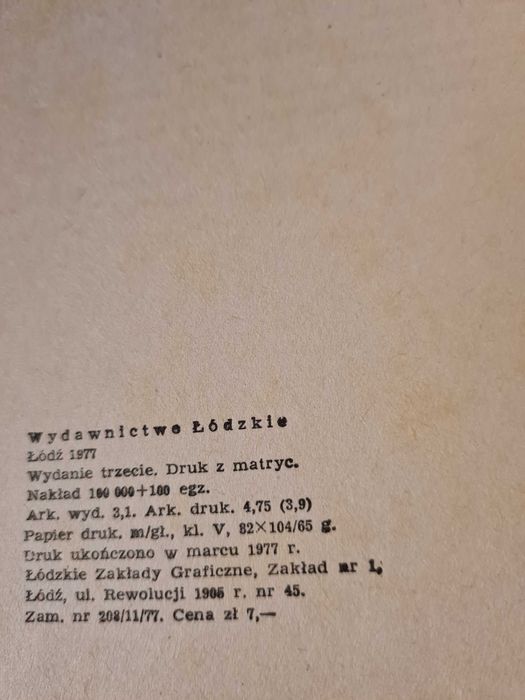 Wydawnictwo Łódzkie
Łódź 1977
Wydanie trzecie. Druk z matryc.
Nakład 100 000+100 egz.
Ark. wyd. 3,1. Ark. druk. 4,75 (3,9)
Papier druk. m/gł., kl. V, 82×104/65 g.
Druk ukończono w marcu 1977 r.
Łódzkie Zakłady Graficzne, Zakład nr 1,
Łódź, ul. Rewolucji 1905 r. nr 45.
Zam. nr 208/11/77. Cena zł 7,—